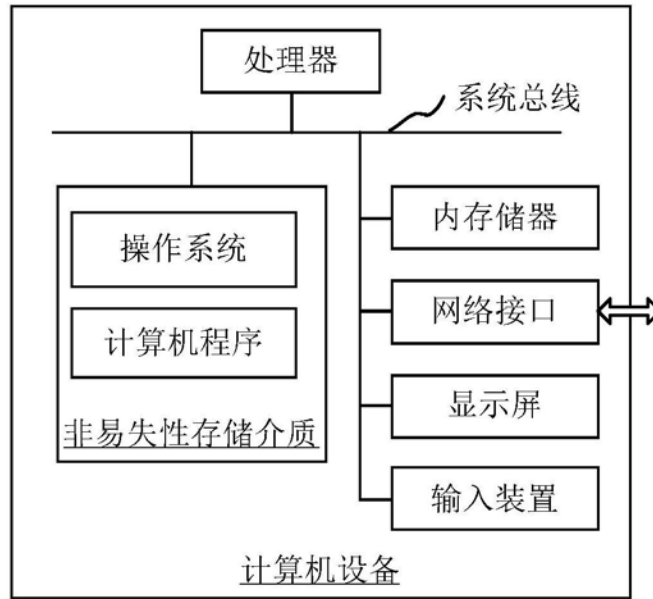 处理器
系统总线
操作系统
计算机程序
非易失性存储介质
内存储器
网络接口
显示屏
输入装置
计算机设备